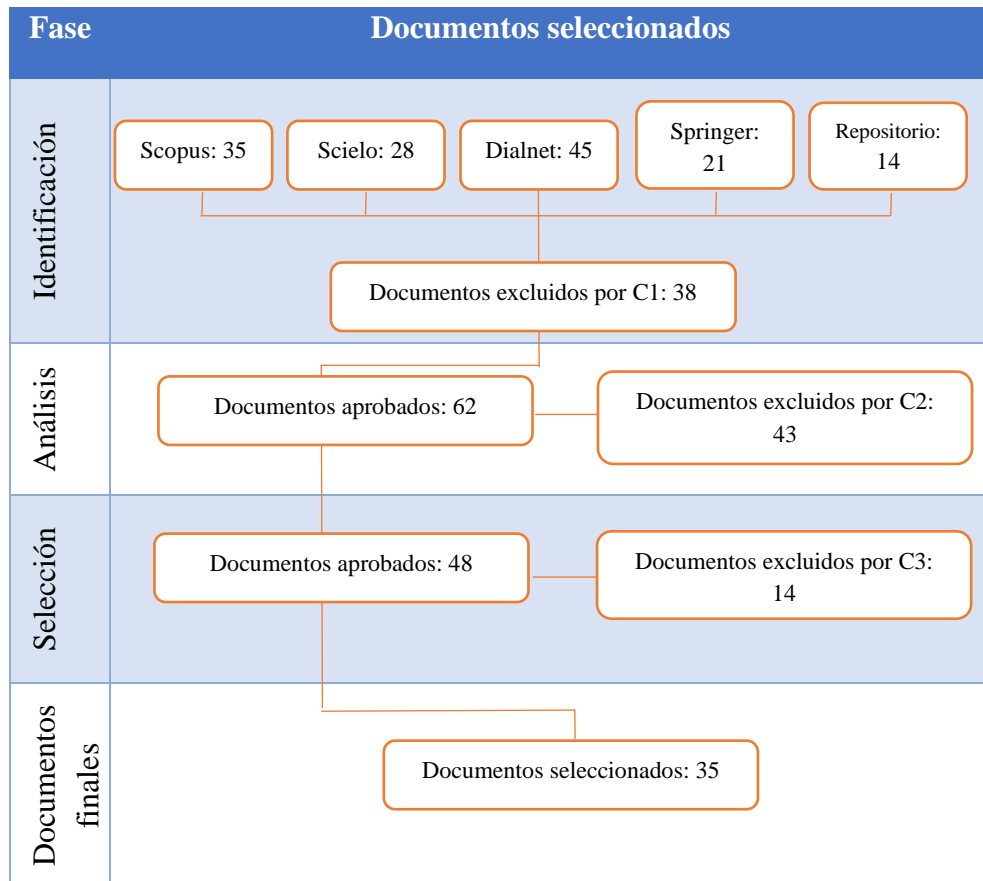 Fase
Documentos seleccionados
Identificación
Scopus: 35
Scielo: 28
Dialnet: 45
Springer:
21
Repositorio:
14
Documentos excluidos por C1: 38
Análisis
Documentos aprobados: 62
Documentos excluidos por C2:
43
Selección
Documentos aprobados: 48
Documentos excluidos por C3:
14
Documentos
finales
Documentos seleccionados: 35